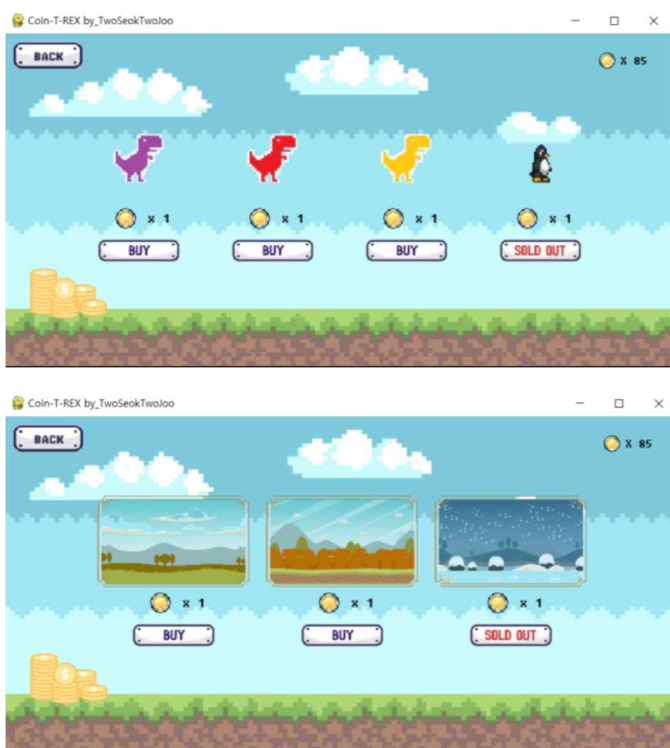 Coin-T-REX by_TwoSeokTwoJoo
BACK
X 85
x 1
x 1
x 1
x 1
BUY
BUY
BUY
SOLD OUT
$
Coin-T-REX by_TwoSeokTwoJoo
BACK
X 85
x 1
x 1
x 1
BUY
BUY
SOLD OUT
$